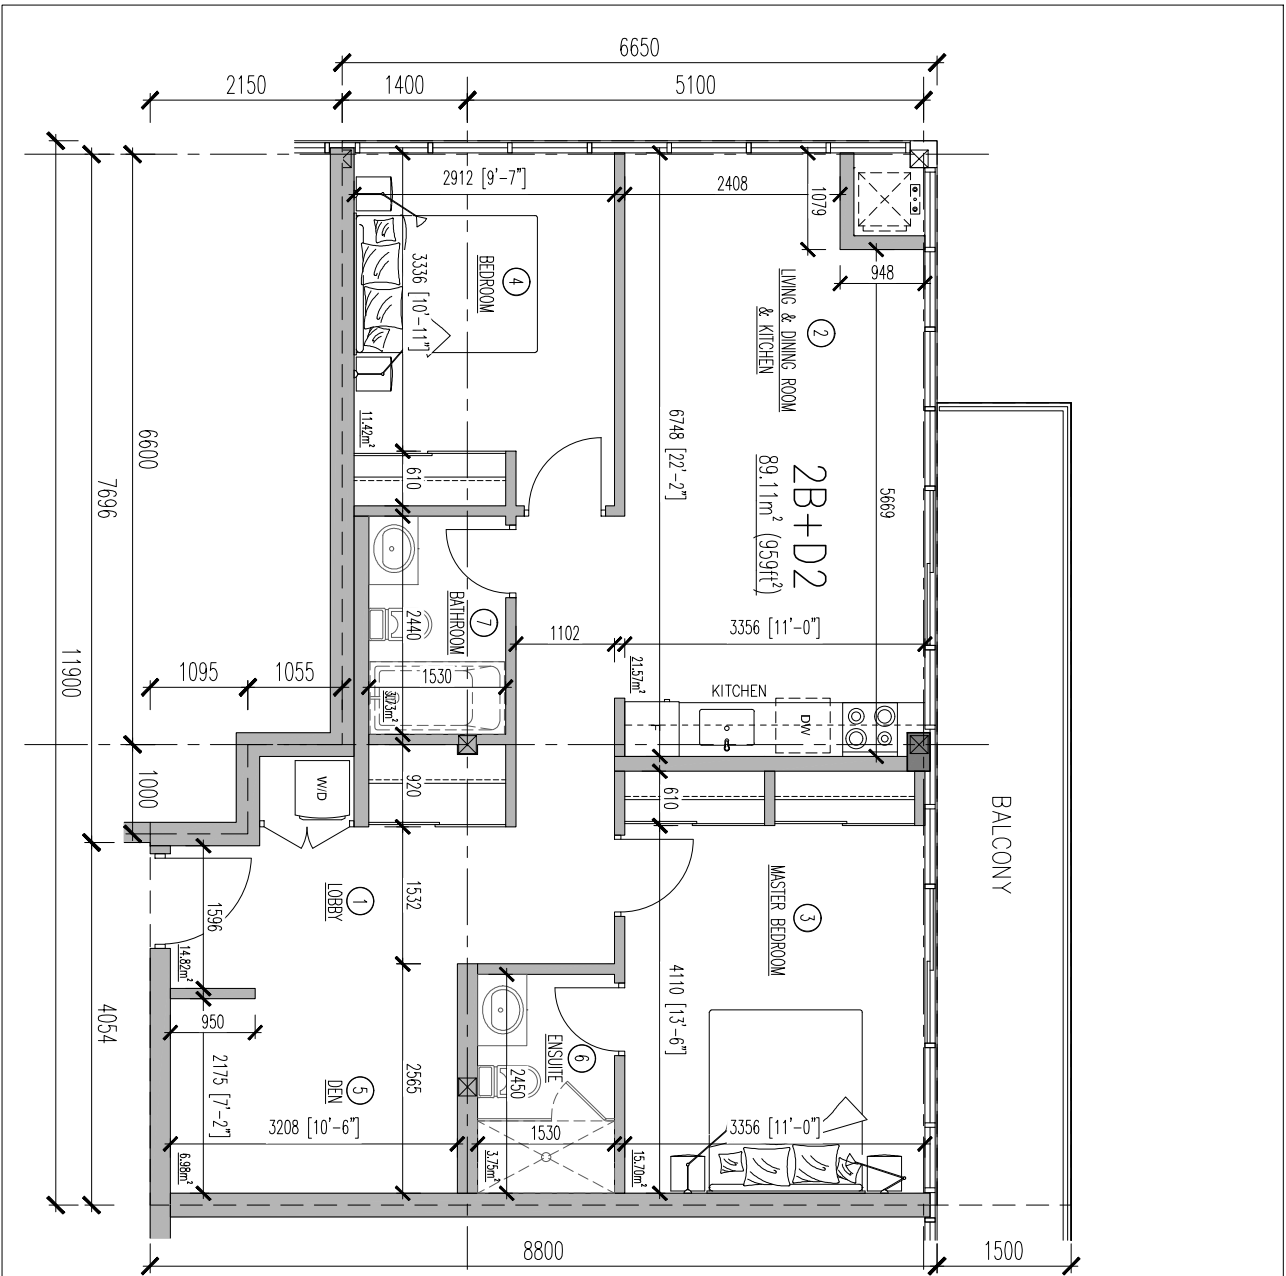 6650
2150
1400
5100
2912 [9'-7"]
2408
1079
948
4
BEDROOM
3336 [10'-11"]
11.42m²
610
2
LIVING & DINING ROOM
& KITCHEN
2B+D2
89.11m² (959ft²)
5669
6748 [22'-2"]
3356 [11'-0"]
21.57m²
KITCHEN
DW
6600
7696
11900
1095
1055
1000
7
BATHROOM
2440
1530
1102
920
W/D
610
BALCONY
1
LOBBY
1596
14.82m²
1532
3
MASTER BEDROOM
4110 [13'-6"]
3356 [11'-0"]
15.70m²
4054
950
2175 [7'-2"]
5
DEN
3208 [10'-6"]
6.98m²
2565
6
ENSUITE
2450
1530
3.75m²
8800
1500